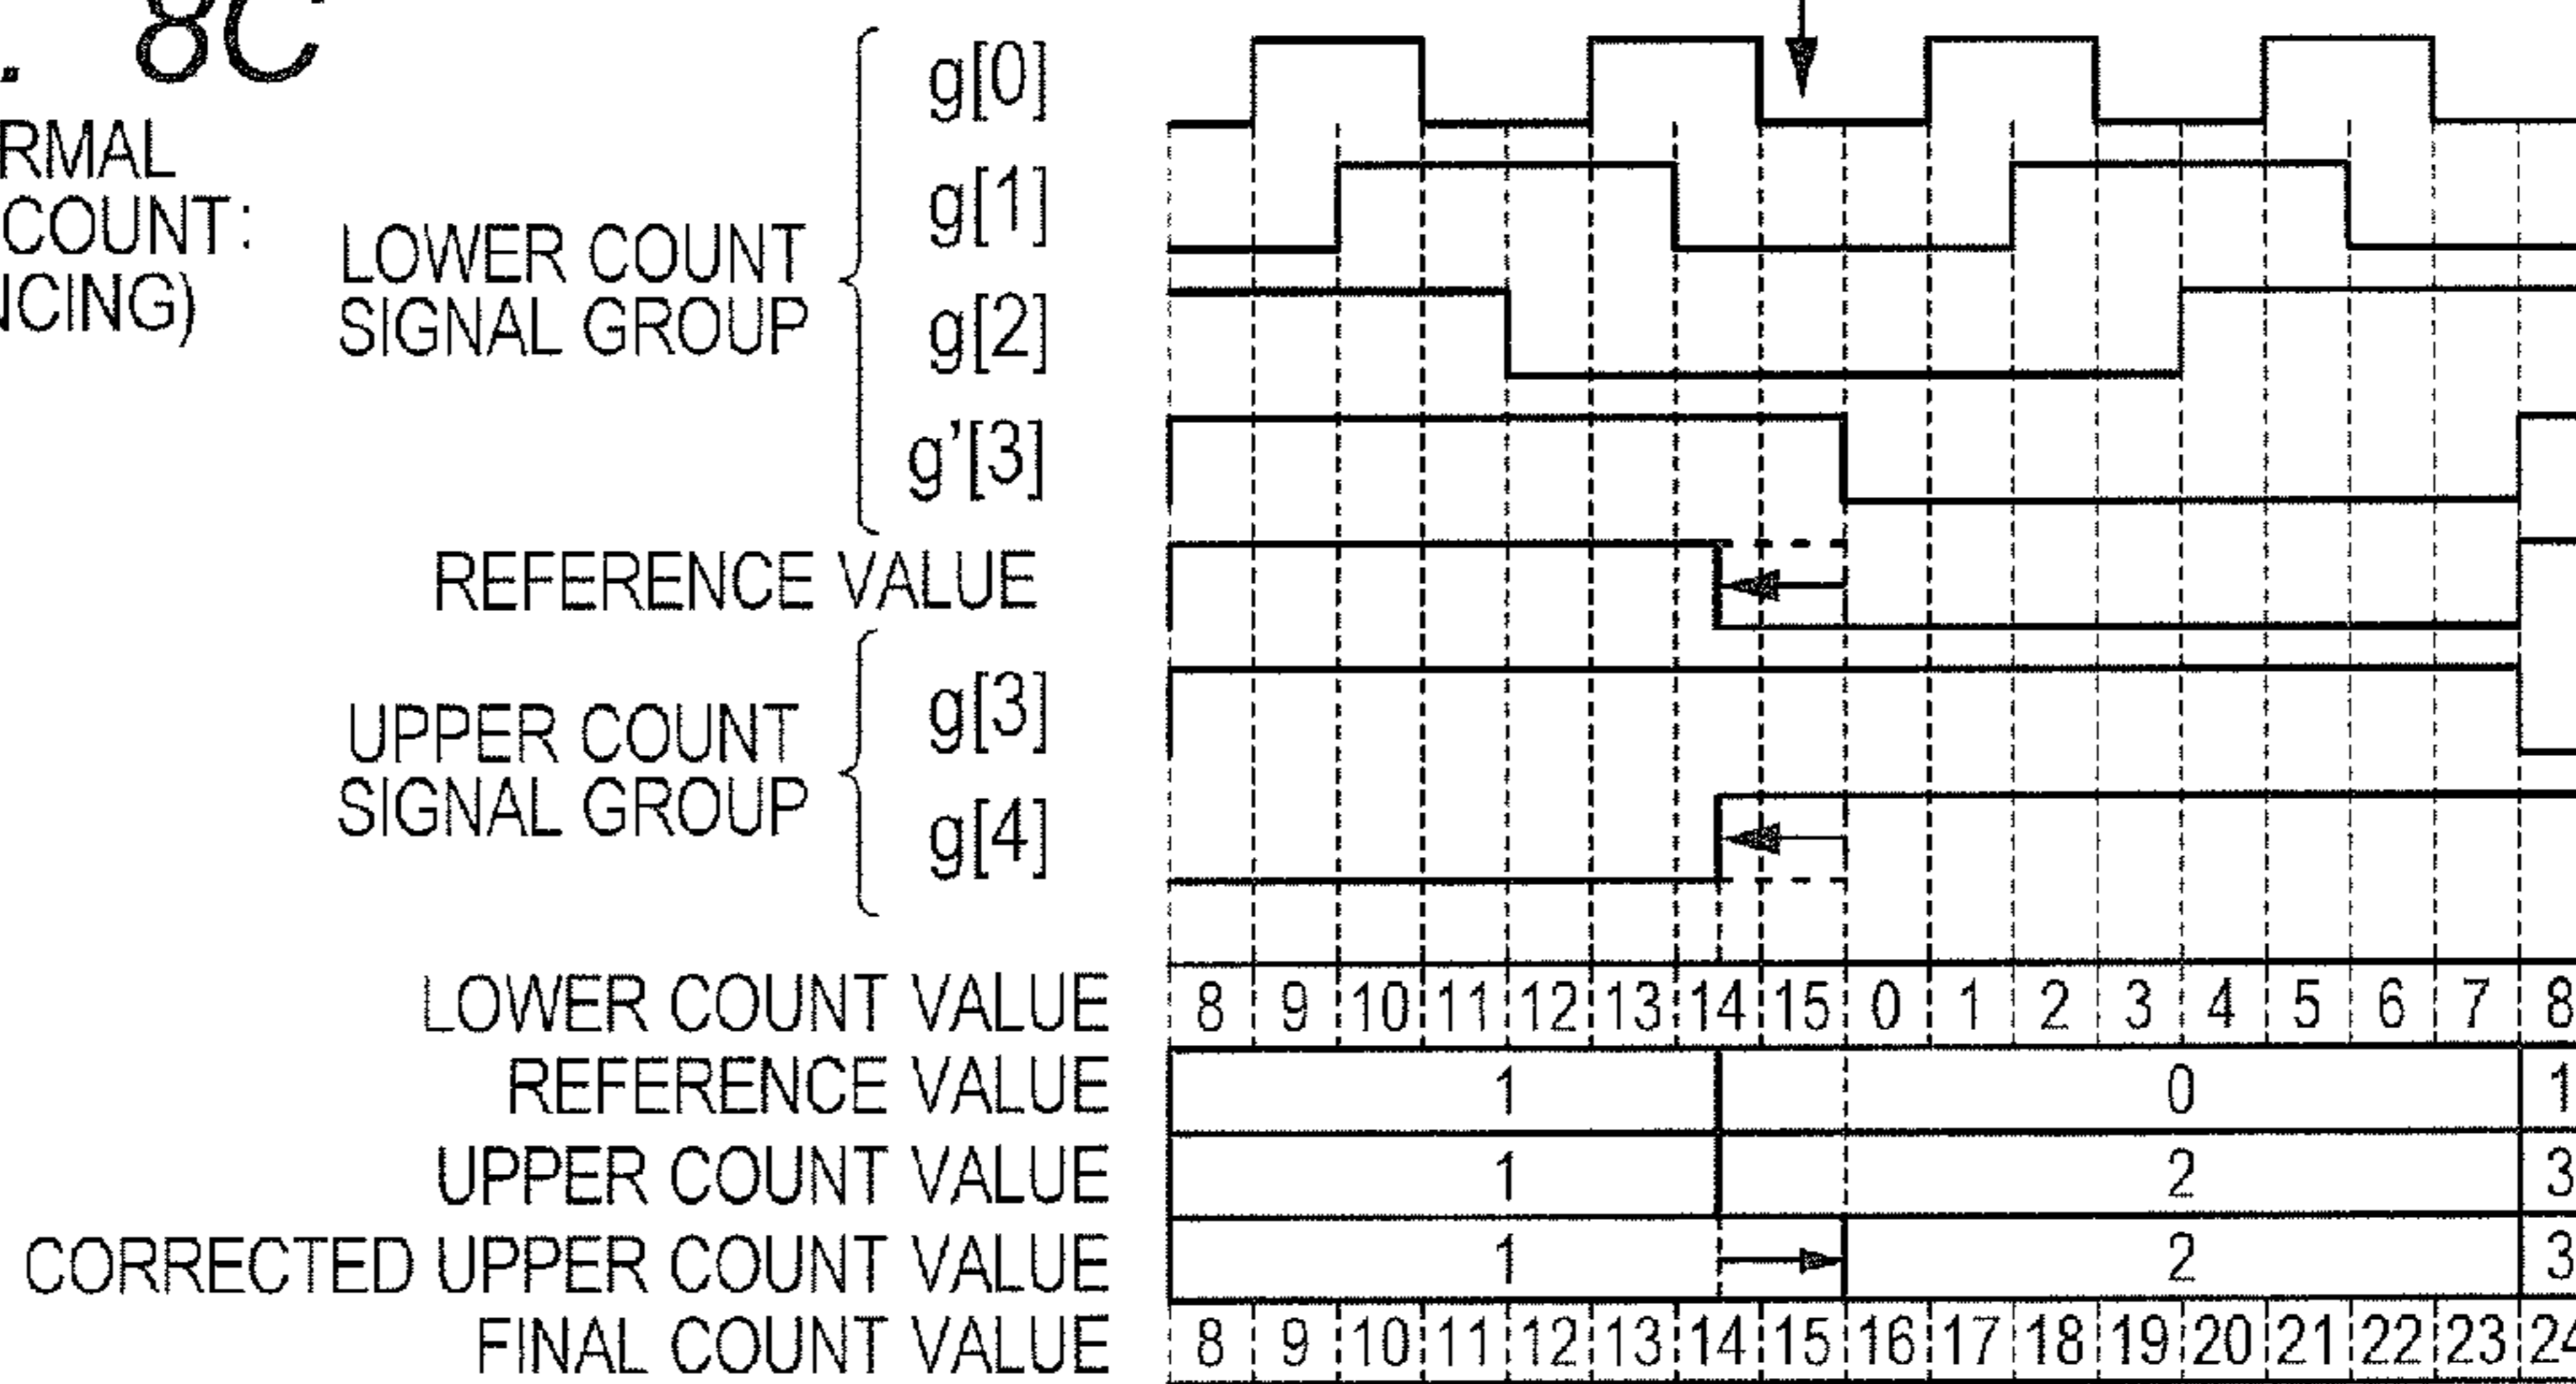 . 8C
RMAL
COUNT:
NCING)
LOWER COUNT
SIGNAL GROUP
g[0]
g[1]
g[2]
g'[3]
REFERENCE VALUE
UPPER COUNT
SIGNAL GROUP
g[3]
g[4]
LOWER COUNT VALUE 8 9 10 11 12 13 14 15 0 1 2 3 4 5 6 7 8
REFERENCE VALUE 1 0 1
UPPER COUNT VALUE 1 2 3
CORRECTED UPPER COUNT VALUE 1 2 3
FINAL COUNT VALUE 8 9 10 11 12 13 14 15 16 17 18 19 20 21 22 23 24